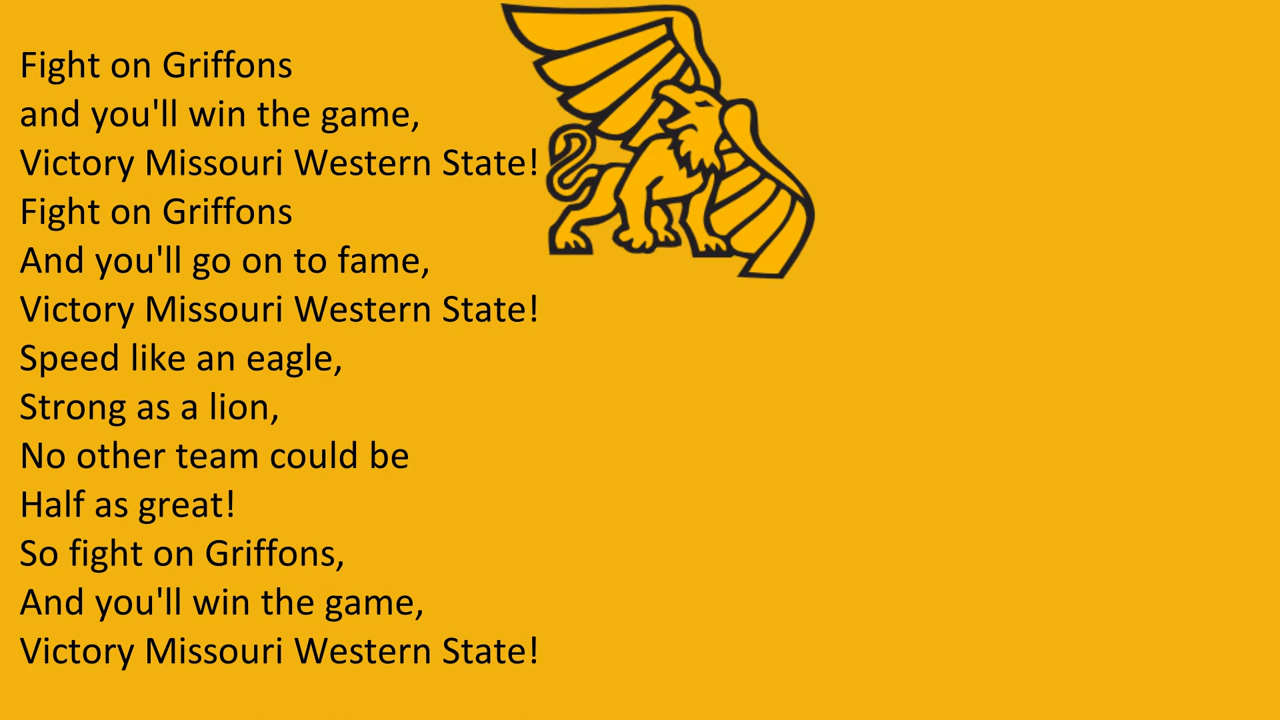 Fight on Griffons
and you'll win the game,
Victory Missouri Western State!
Fight on Griffons
And you'll go on to fame,
Victory Missouri Western State!
Speed like an eagle,
Strong as a lion,
No other team could be
Half as great!
So fight on Griffons,
And you'll win the game,
Victory Missouri Western State!